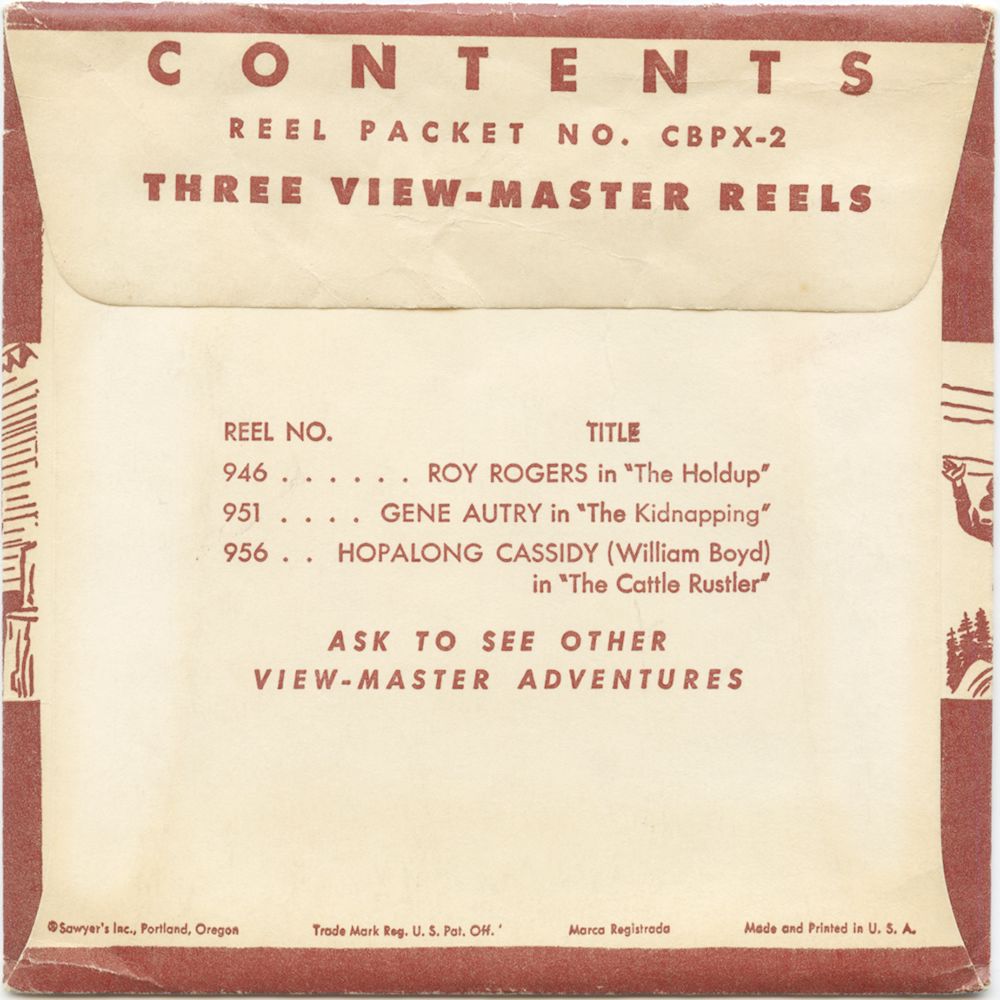 CONTENTS
REEL PACKET NO. CBPX-2
THREE VIEW-MASTER REELS
REEL NO. TITLE
946 . . . . . . ROY ROGERS in "The Holdup"
951 . . . . GENE AUTRY in "The Kidnapping"
956 . . HOPALONG CASSIDY (William Boyd)
in "The Cattle Rustler"
ASK TO SEE OTHER
VIEW-MASTER ADVENTURES
©Sawyer's Inc., Portland, Oregon Trade Mark Reg. U. S. Pat. Off. Marca Registrada Made and Printed in U. S. A.